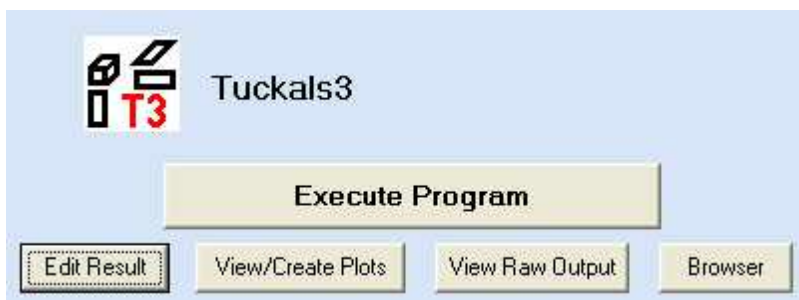 T3
Tuckals3
Execute Program
Edit Result View/Create Plots View Raw Output Browser